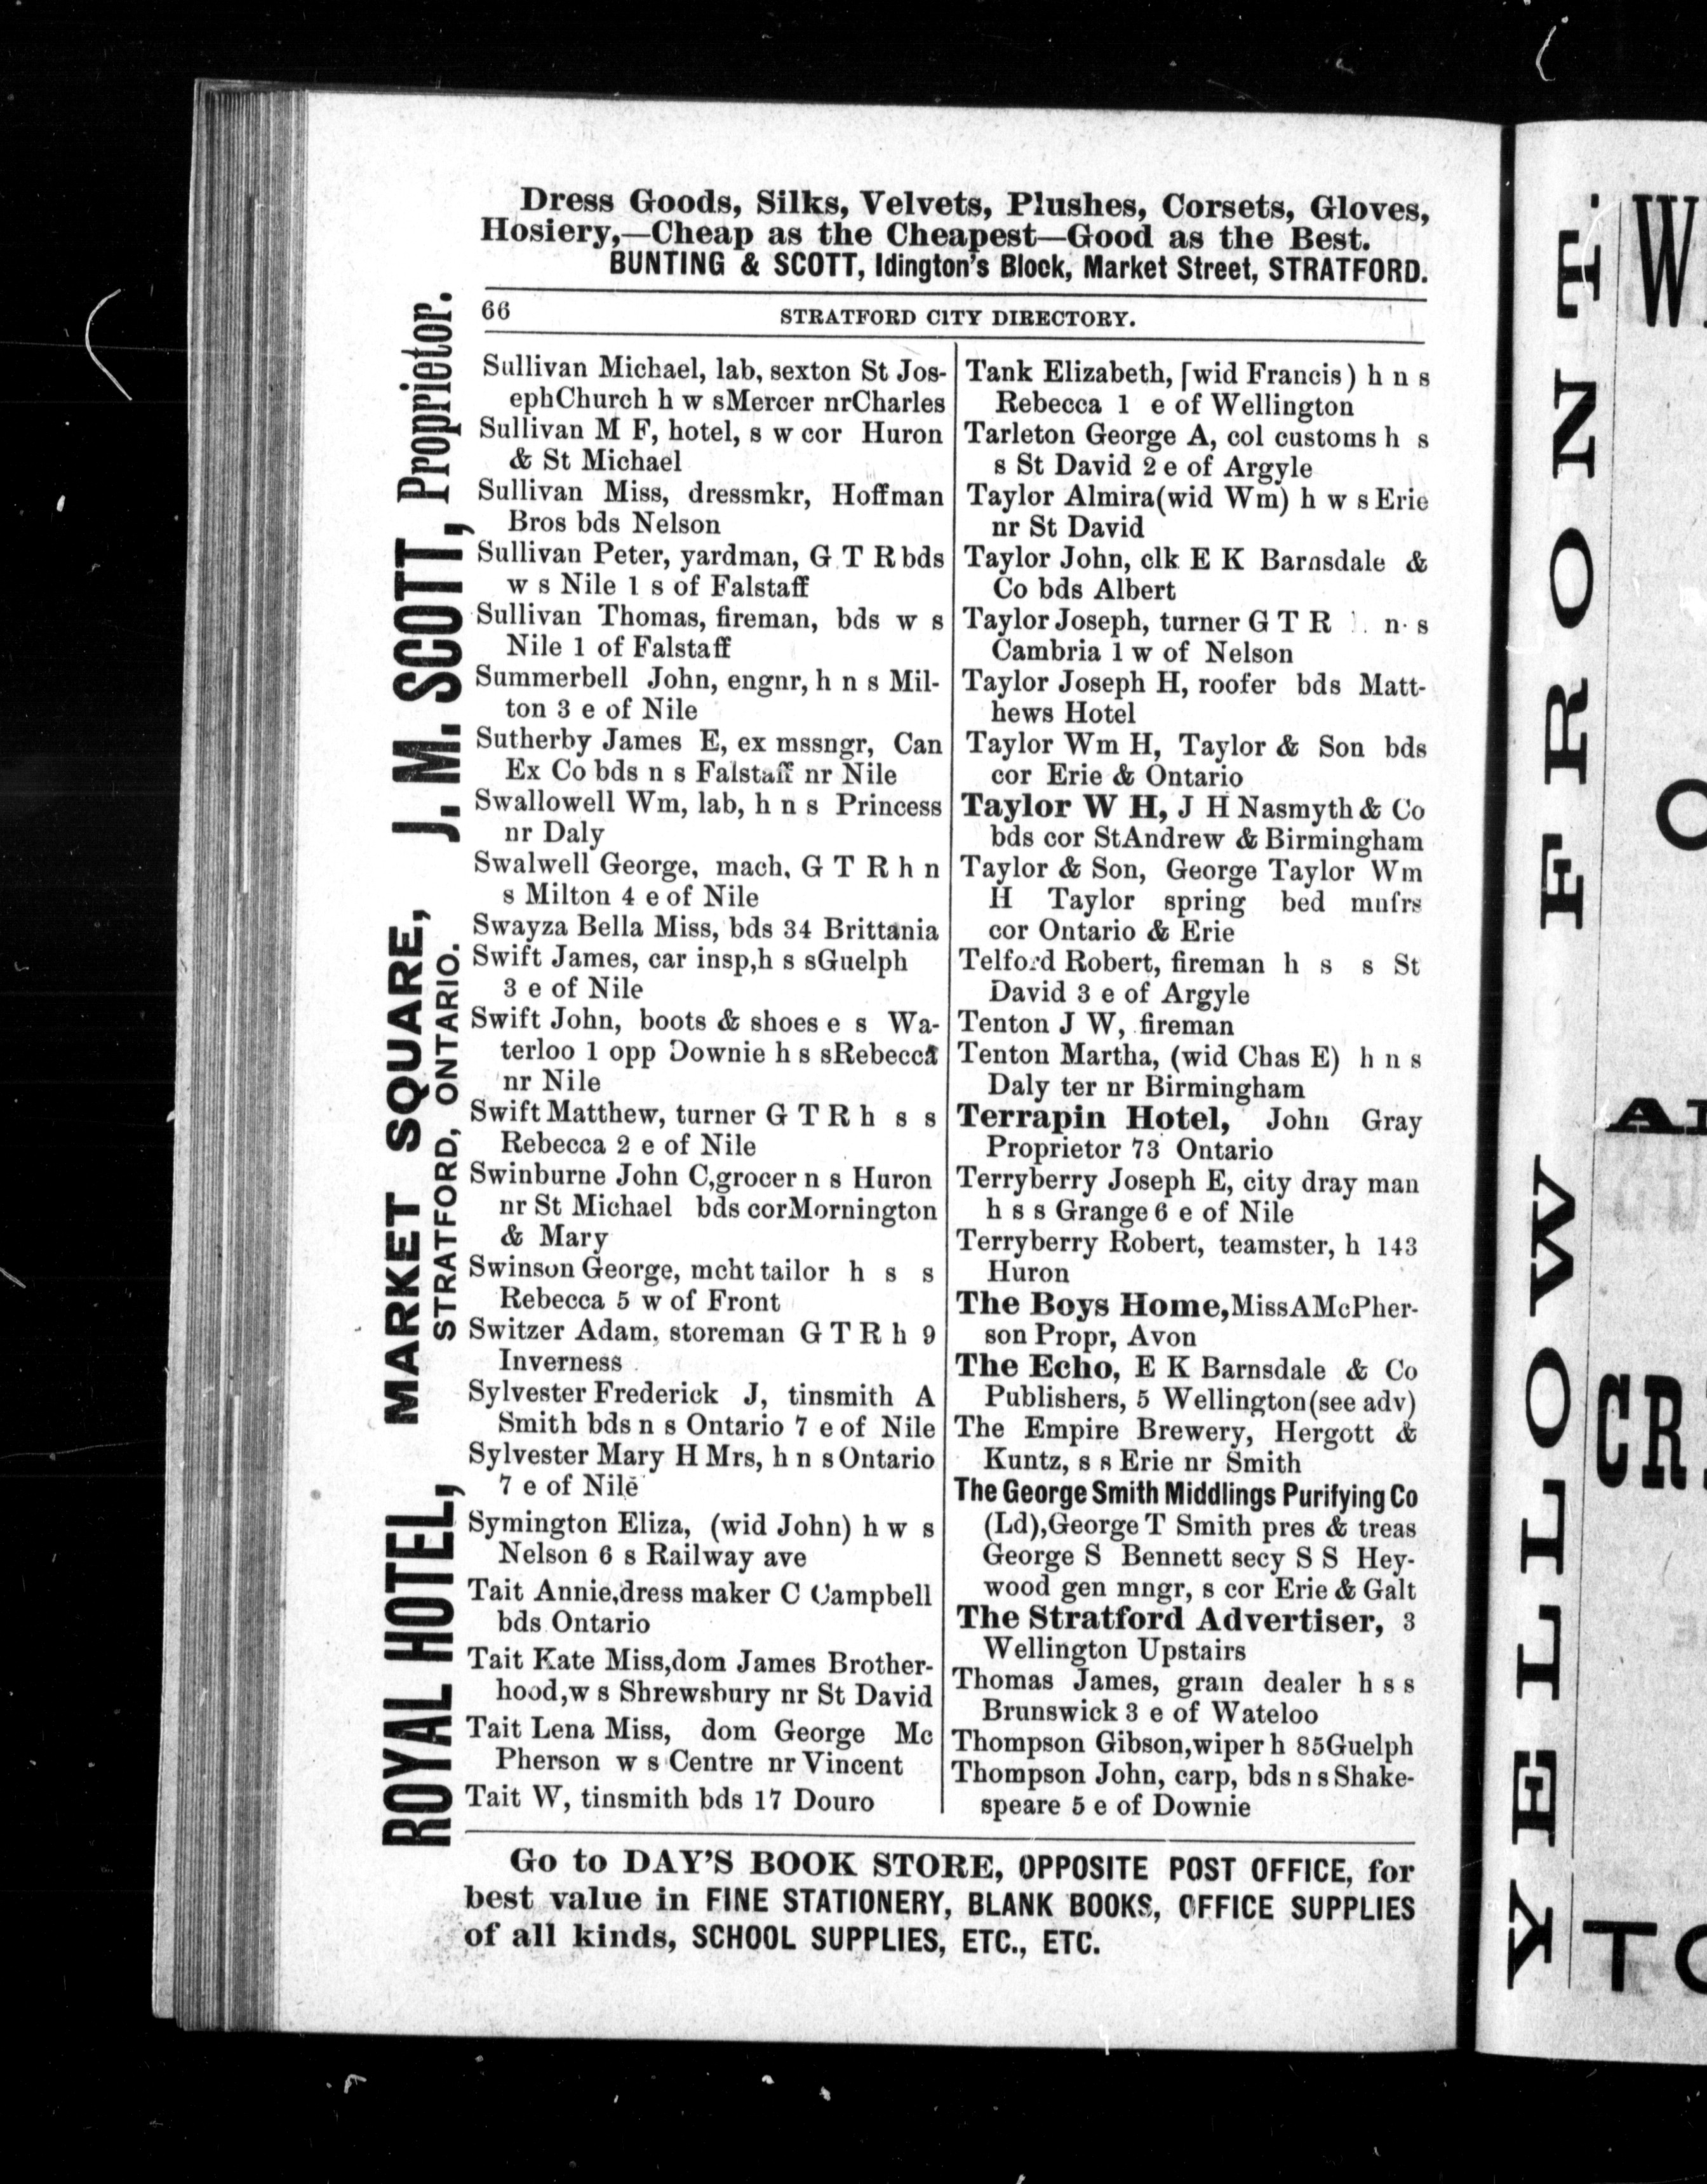 Dress Goods, Silks, Velvets, Plushes, Corsets, Gloves,
Hosiery,—Cheap as the Cheapest—Good as the Best.
BUNTING & SCOTT, Idington's Block, Market Street, STRATFORD.
66
STRATFORD CITY DIRECTORY.
ROYAL HOTEL, MARKET SQUARE, J. M. SCOTT, Proprietor.
STRATFORD, ONTARIO.
Sullivan Michael, lab, sexton St Jos-
ephChurch h w sMercer nrCharles
Sullivan M F, hotel, s w cor Huron
& St Michael
Sullivan Miss, dressmkr, Hoffman
Bros bds Nelson
Sullivan Peter, yardman, G T R bds
w s Nile 1 s of Falstaff
Sullivan Thomas, fireman, bds w s
Nile 1 of Falstaff
Summerbell John, engnr, h n s Mil-
ton 3 e of Nile
Sutherby James E, ex mssngr, Can
Ex Co bds n s Falstaff nr Nile
Swallowell Wm, lab, h n s Princess
nr Daly
Swalwell George, mach, G T R h n
s Milton 4 e of Nile
Swayza Bella Miss, bds 34 Brittania
Swift James, car insp,h s sGuelph
3 e of Nile
Swift John, boots & shoes e s Wa-
terloo 1 opp Downie h s sRebecca
nr Nile
Swift Matthew, turner G T R h s s
Rebecca 2 e of Nile
Swinburne John C,grocer n s Huron
nr St Michael bds corMornington
& Mary
Swinson George, mcht tailor h s s
Rebecca 5 w of Front
Switzer Adam, storeman G T R h 9
Inverness
Sylvester Frederick J, tinsmith A
Smith bds n s Ontario 7 e of Nile
Sylvester Mary H Mrs, h n s Ontario
7 e of Nile
Symington Eliza, (wid John) h w s
Nelson 6 s Railway ave
Tait Annie,dress maker C Campbell
bds Ontario
Tait Kate Miss,dom James Brother-
hood,w s Shrewsbury nr St David
Tait Lena Miss, dom George Mc
Pherson w s Centre nr Vincent
Tait W, tinsmith bds 17 Douro
Tank Elizabeth, [wid Francis) h n s
Rebecca 1 e of Wellington
Tarleton George A, col customs h s
s St David 2 e of Argyle
Taylor Almira(wid Wm) h w s Erie
nr St David
Taylor John, clk E K Barnsdale &
Co bds Albert
Taylor Joseph, turner G T R n s
Cambria 1 w of Nelson
Taylor Joseph H, roofer bds Matt-
hews Hotel
Taylor Wm H, Taylor & Son bds
cor Erie & Ontario
Taylor W H, J H Nasmyth & Co
bds cor StAndrew & Birmingham
Taylor & Son, George Taylor Wm
H Taylor spring bed mnfrs
cor Ontario & Erie
Telford Robert, fireman h s s St
David 3 e of Argyle
Tenton J W, fireman
Tenton Martha, (wid Chas E) h n s
Daly ter nr Birmingham
Terrapin Hotel, John Gray
Proprietor 73 Ontario
Terryberry Joseph E, city dray man
h s s Grange 6 e of Nile
Terryberry Robert, teamster, h 143
Huron
The Boys Home,MissAMcPher-
son Propr, Avon
The Echo, E K Barnsdale & Co
Publishers, 5 Wellington(see adv)
The Empire Brewery, Hergott &
Kuntz, s s Erie nr Smith
The George Smith Middlings Purifying Co
(Ld),George T Smith pres & treas
George S Bennett secy S S Hey-
wood gen mngr, s cor Erie & Galt
The Stratford Advertiser, 3
Wellington Upstairs
Thomas James, grain dealer h s s
Brunswick 3 e of Wateloo
Thompson Gibson,wiper h 85Guelph
Thompson John, carp, bds n s Shake-
speare 5 e of Downie
Go to DAY'S BOOK STORE, OPPOSITE POST OFFICE, for
best value in FINE STATIONERY, BLANK BOOKS, OFFICE SUPPLIES
of all kinds, SCHOOL SUPPLIES, ETC., ETC.
YELLOW FRONT